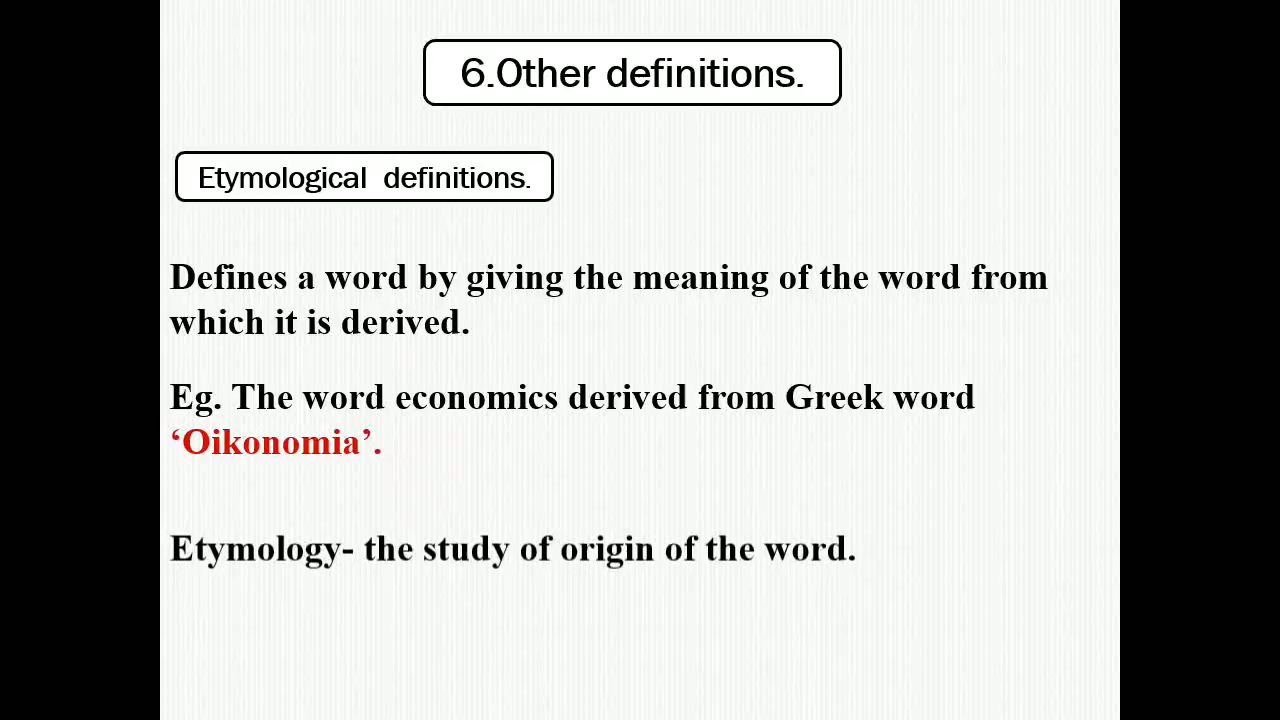 6.Other definitions.
Etymological definitions.
Defines a word by giving the meaning of the word from
which it is derived.
Eg. The word economics derived from Greek word
‘Oikonomia’.
Etymology- the study of origin of the word.